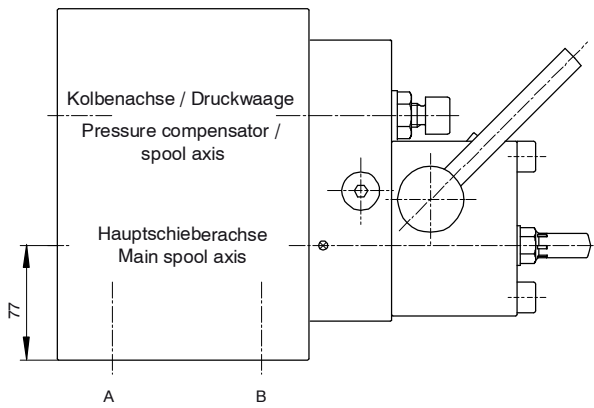 Kolbenachse / Druckwaage
Pressure compensator /
spool axis
Hauptschieberachse
Main spool axis
77
A
B